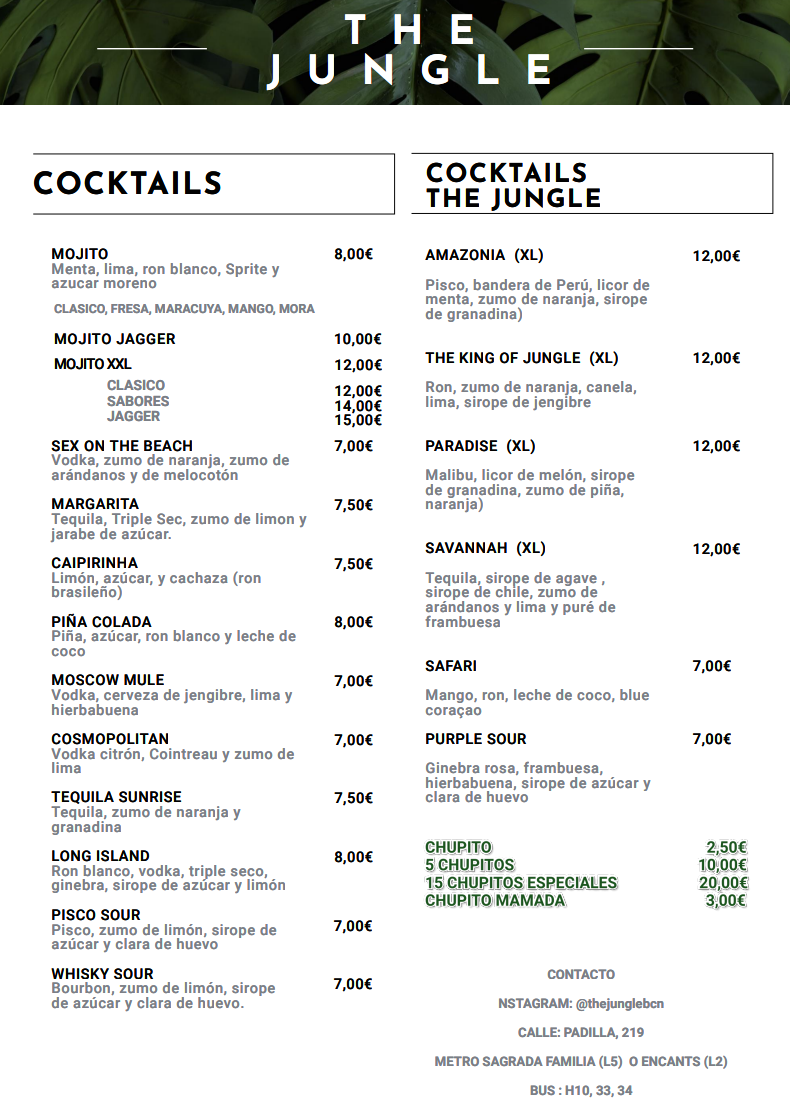 THE
JUNGLE
COCKTAILS
MOJITO 8,00€
Menta, lima, ron blanco, Sprite y
azucar moreno
CLASICO, FRESA, MARACUYA, MANGO, MORA
MOJITO JAGGER 10,00€
MOJITO XXL 12,00€
CLASICO 12,00€
SABORES 14,00€
JAGGER 15,00€
SEX ON THE BEACH 7,00€
Vodka, zumo de naranja, zumo de
arándanos y de melocotón
MARGARITA 7,50€
Tequila, Triple Sec, zumo de limon y
jarabe de azúcar.
CAIPIRINHA 7,50€
Limón, azúcar, y cachaza (ron
brasileño)
PIÑA COLADA 8,00€
Piña, azúcar, ron blanco y leche de
coco
MOSCOW MULE 7,00€
Vodka, cerveza de jengibre, lima y
hierbabuena
COSMOPOLITAN 7,00€
Vodka citrón, Cointreau y zumo de
lima
TEQUILA SUNRISE 7,50€
Tequila, zumo de naranja y
granadina
LONG ISLAND 8,00€
Ron blanco, vodka, triple seco,
ginebra, sirope de azúcar y limón
PISCO SOUR 7,00€
Pisco, zumo de limón, sirope de
azúcar y clara de huevo
WHISKY SOUR 7,00€
Bourbon, zumo de limón, sirope
de azúcar y clara de huevo.
COCKTAILS
THE JUNGLE
AMAZONIA (XL) 12,00€
Pisco, bandera de Perú, licor de
menta, zumo de naranja, sirope
de granadina)
THE KING OF JUNGLE (XL) 12,00€
Ron, zumo de naranja, canela,
lima, sirope de jengibre
PARADISE (XL) 12,00€
Malibu, licor de melón, sirope
de granadina, zumo de piña,
naranja)
SAVANNAH (XL) 12,00€
Tequila, sirope de agave ,
sirope de chile, zumo de
arándanos y lima y puré de
frambuesa
SAFARI 7,00€
Mango, ron, leche de coco, blue
coraçao
PURPLE SOUR 7,00€
Ginebra rosa, frambuesa,
hierbabuena, sirope de azúcar y
clara de huevo
CHUPITO 2,50€
5 CHUPITOS 10,00€
15 CHUPITOS ESPECIALES 20,00€
CHUPITO MAMADA 3,00€
CONTACTO
NSTAGRAM: @thejunglebcn
CALLE: PADILLA, 219
METRO SAGRADA FAMILIA (L5) O ENCANTS (L2)
BUS : H10, 33, 34